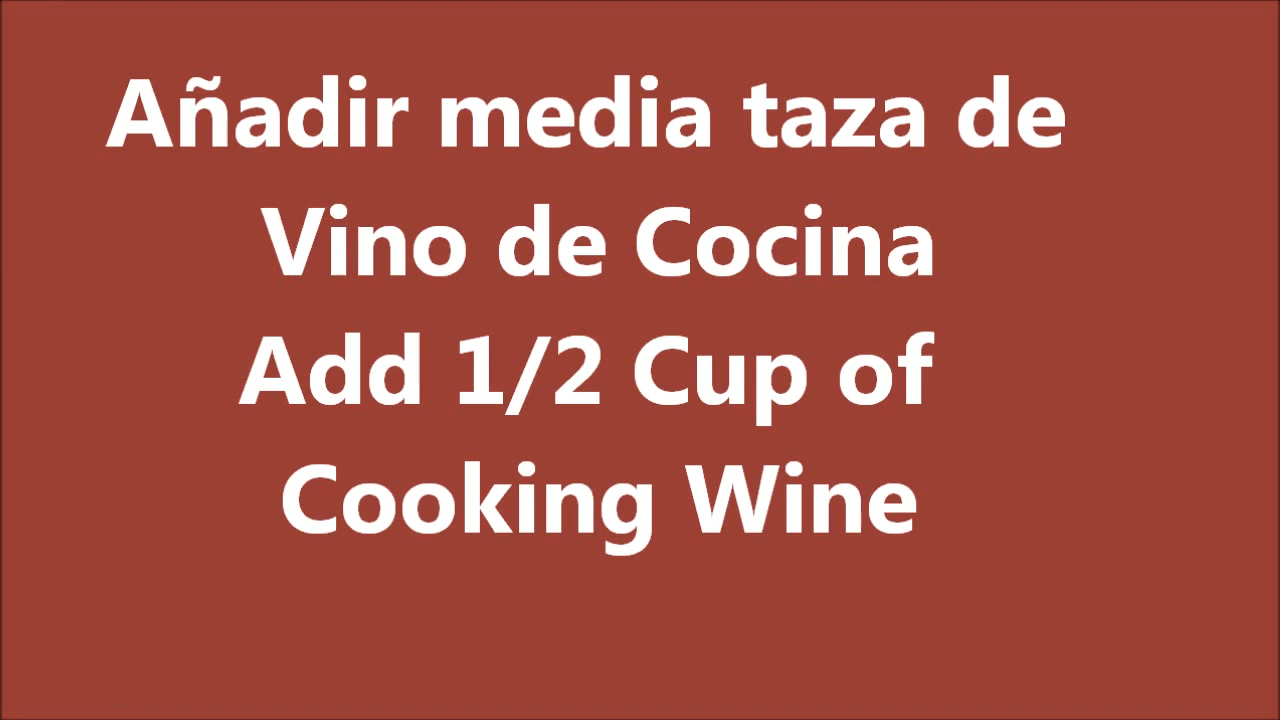 Añadir media taza de
Vino de Cocina
Add 1/2 Cup of
Cooking Wine